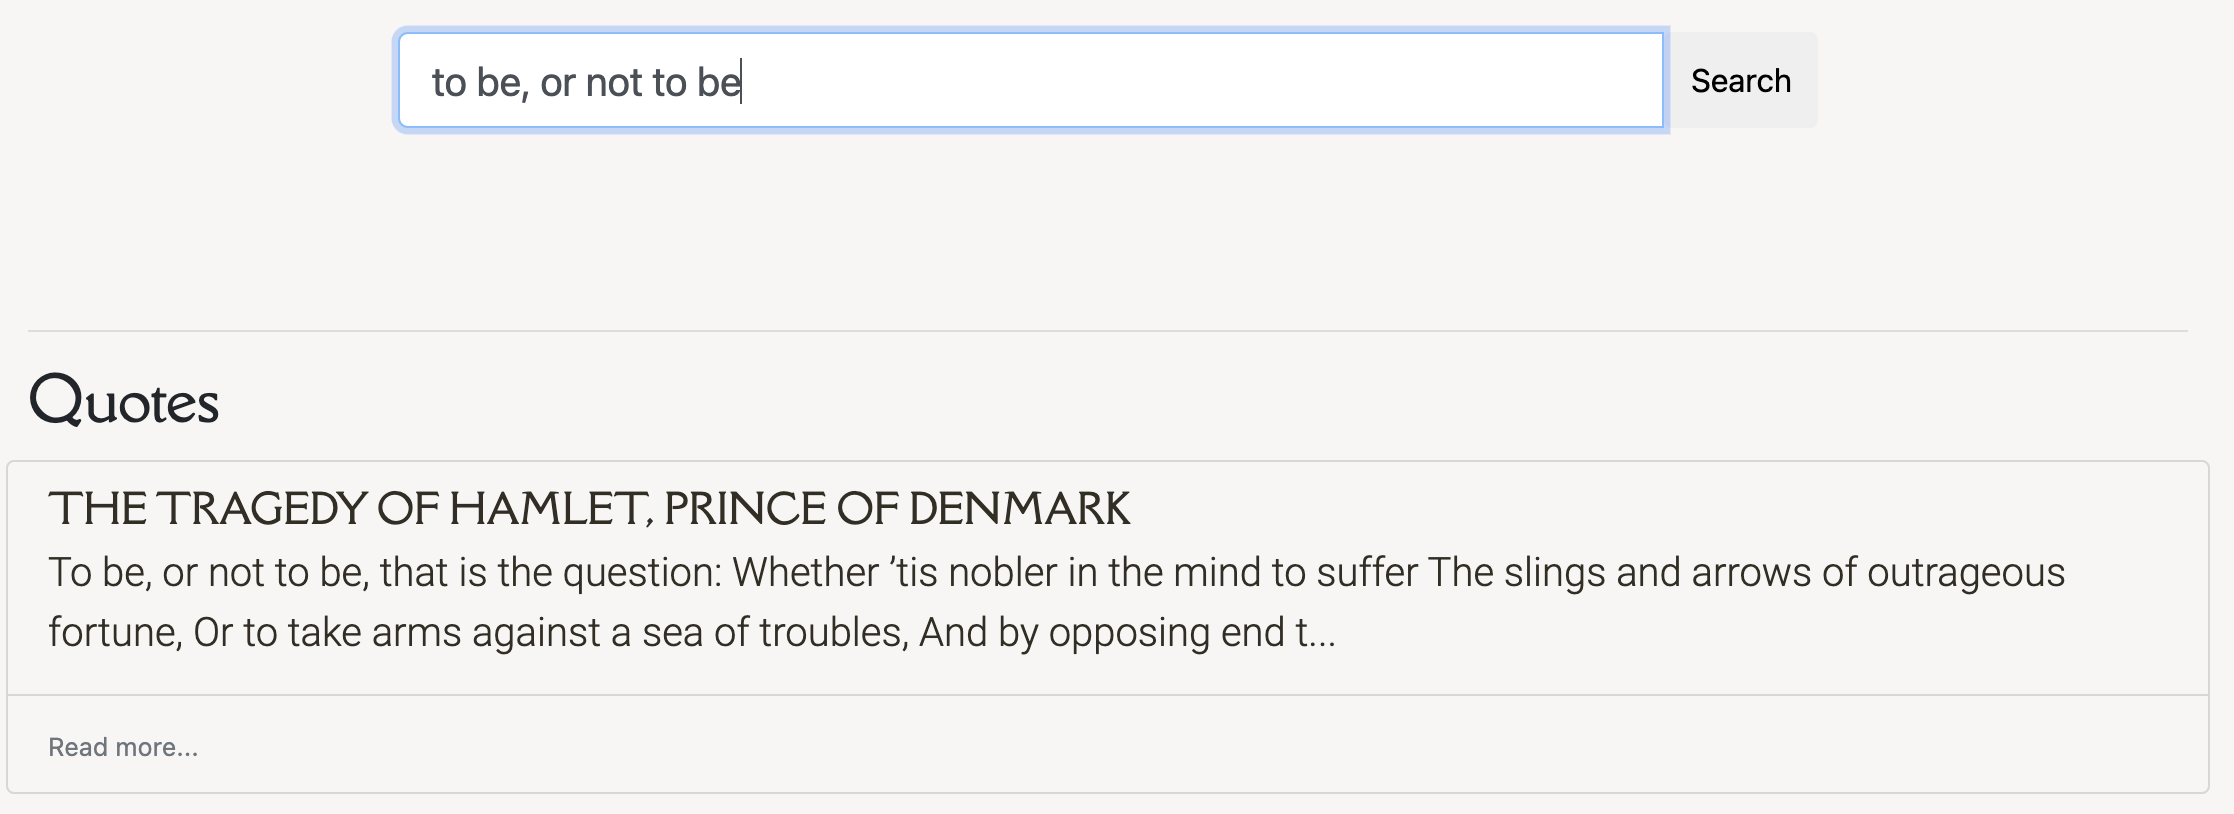 to be, or not to be
Search
Quotes
THE TRAGEDY OF HAMLET, PRINCE OF DENMARK
To be, or not to be, that is the question: Whether ’tis nobler in the mind to suffer The slings and arrows of outrageous
fortune, Or to take arms against a sea of troubles, And by opposing end t...
Read more...